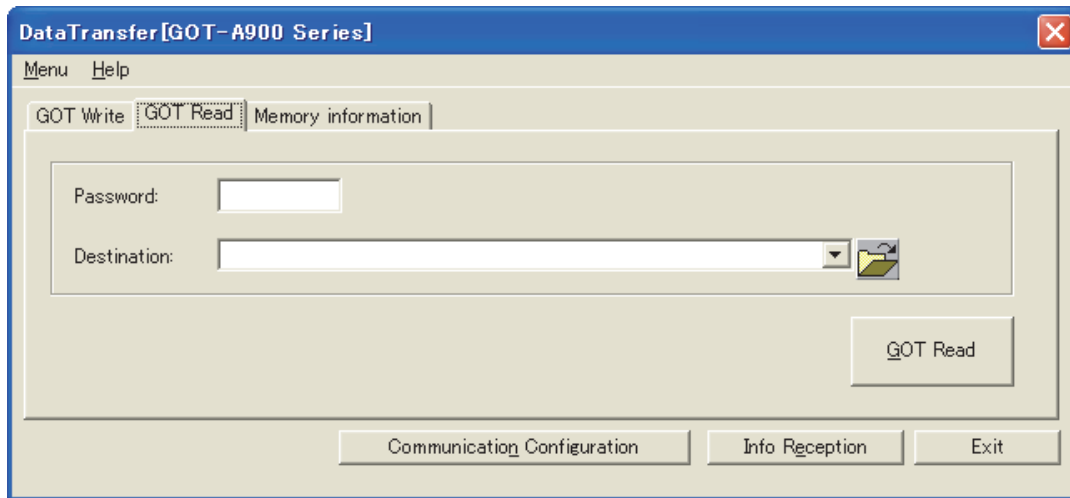 DataTransfer[GOT-A900 Series]
Menu Help
GOT Write GOT Read Memory information
Password:
Destination:
GOT Read
Communication Configuration Info Reception Exit